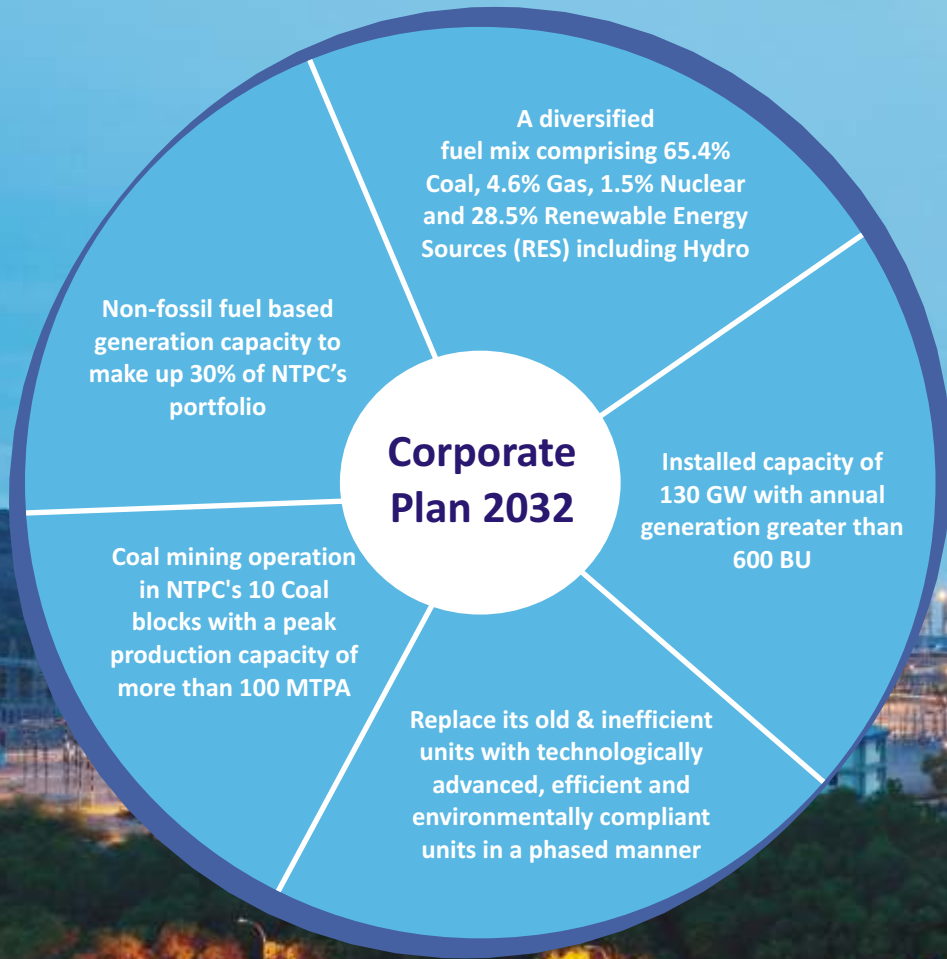 A diversified
fuel mix comprising 65.4%
Coal, 4.6% Gas, 1.5% Nuclear
and 28.5% Renewable Energy
Sources (RES) including Hydro
Non-fossil fuel based
generation capacity to
make up 30% of NTPC’s
portfolio
Corporate
Plan 2032
Installed capacity of
130 GW with annual
generation greater than
600 BU
Coal mining operation
in NTPC's 10 Coal
blocks with a peak
production capacity of
more than 100 MTPA
Replace its old & inefficient
units with technologically
advanced, efficient and
environmentally compliant
units in a phased manner